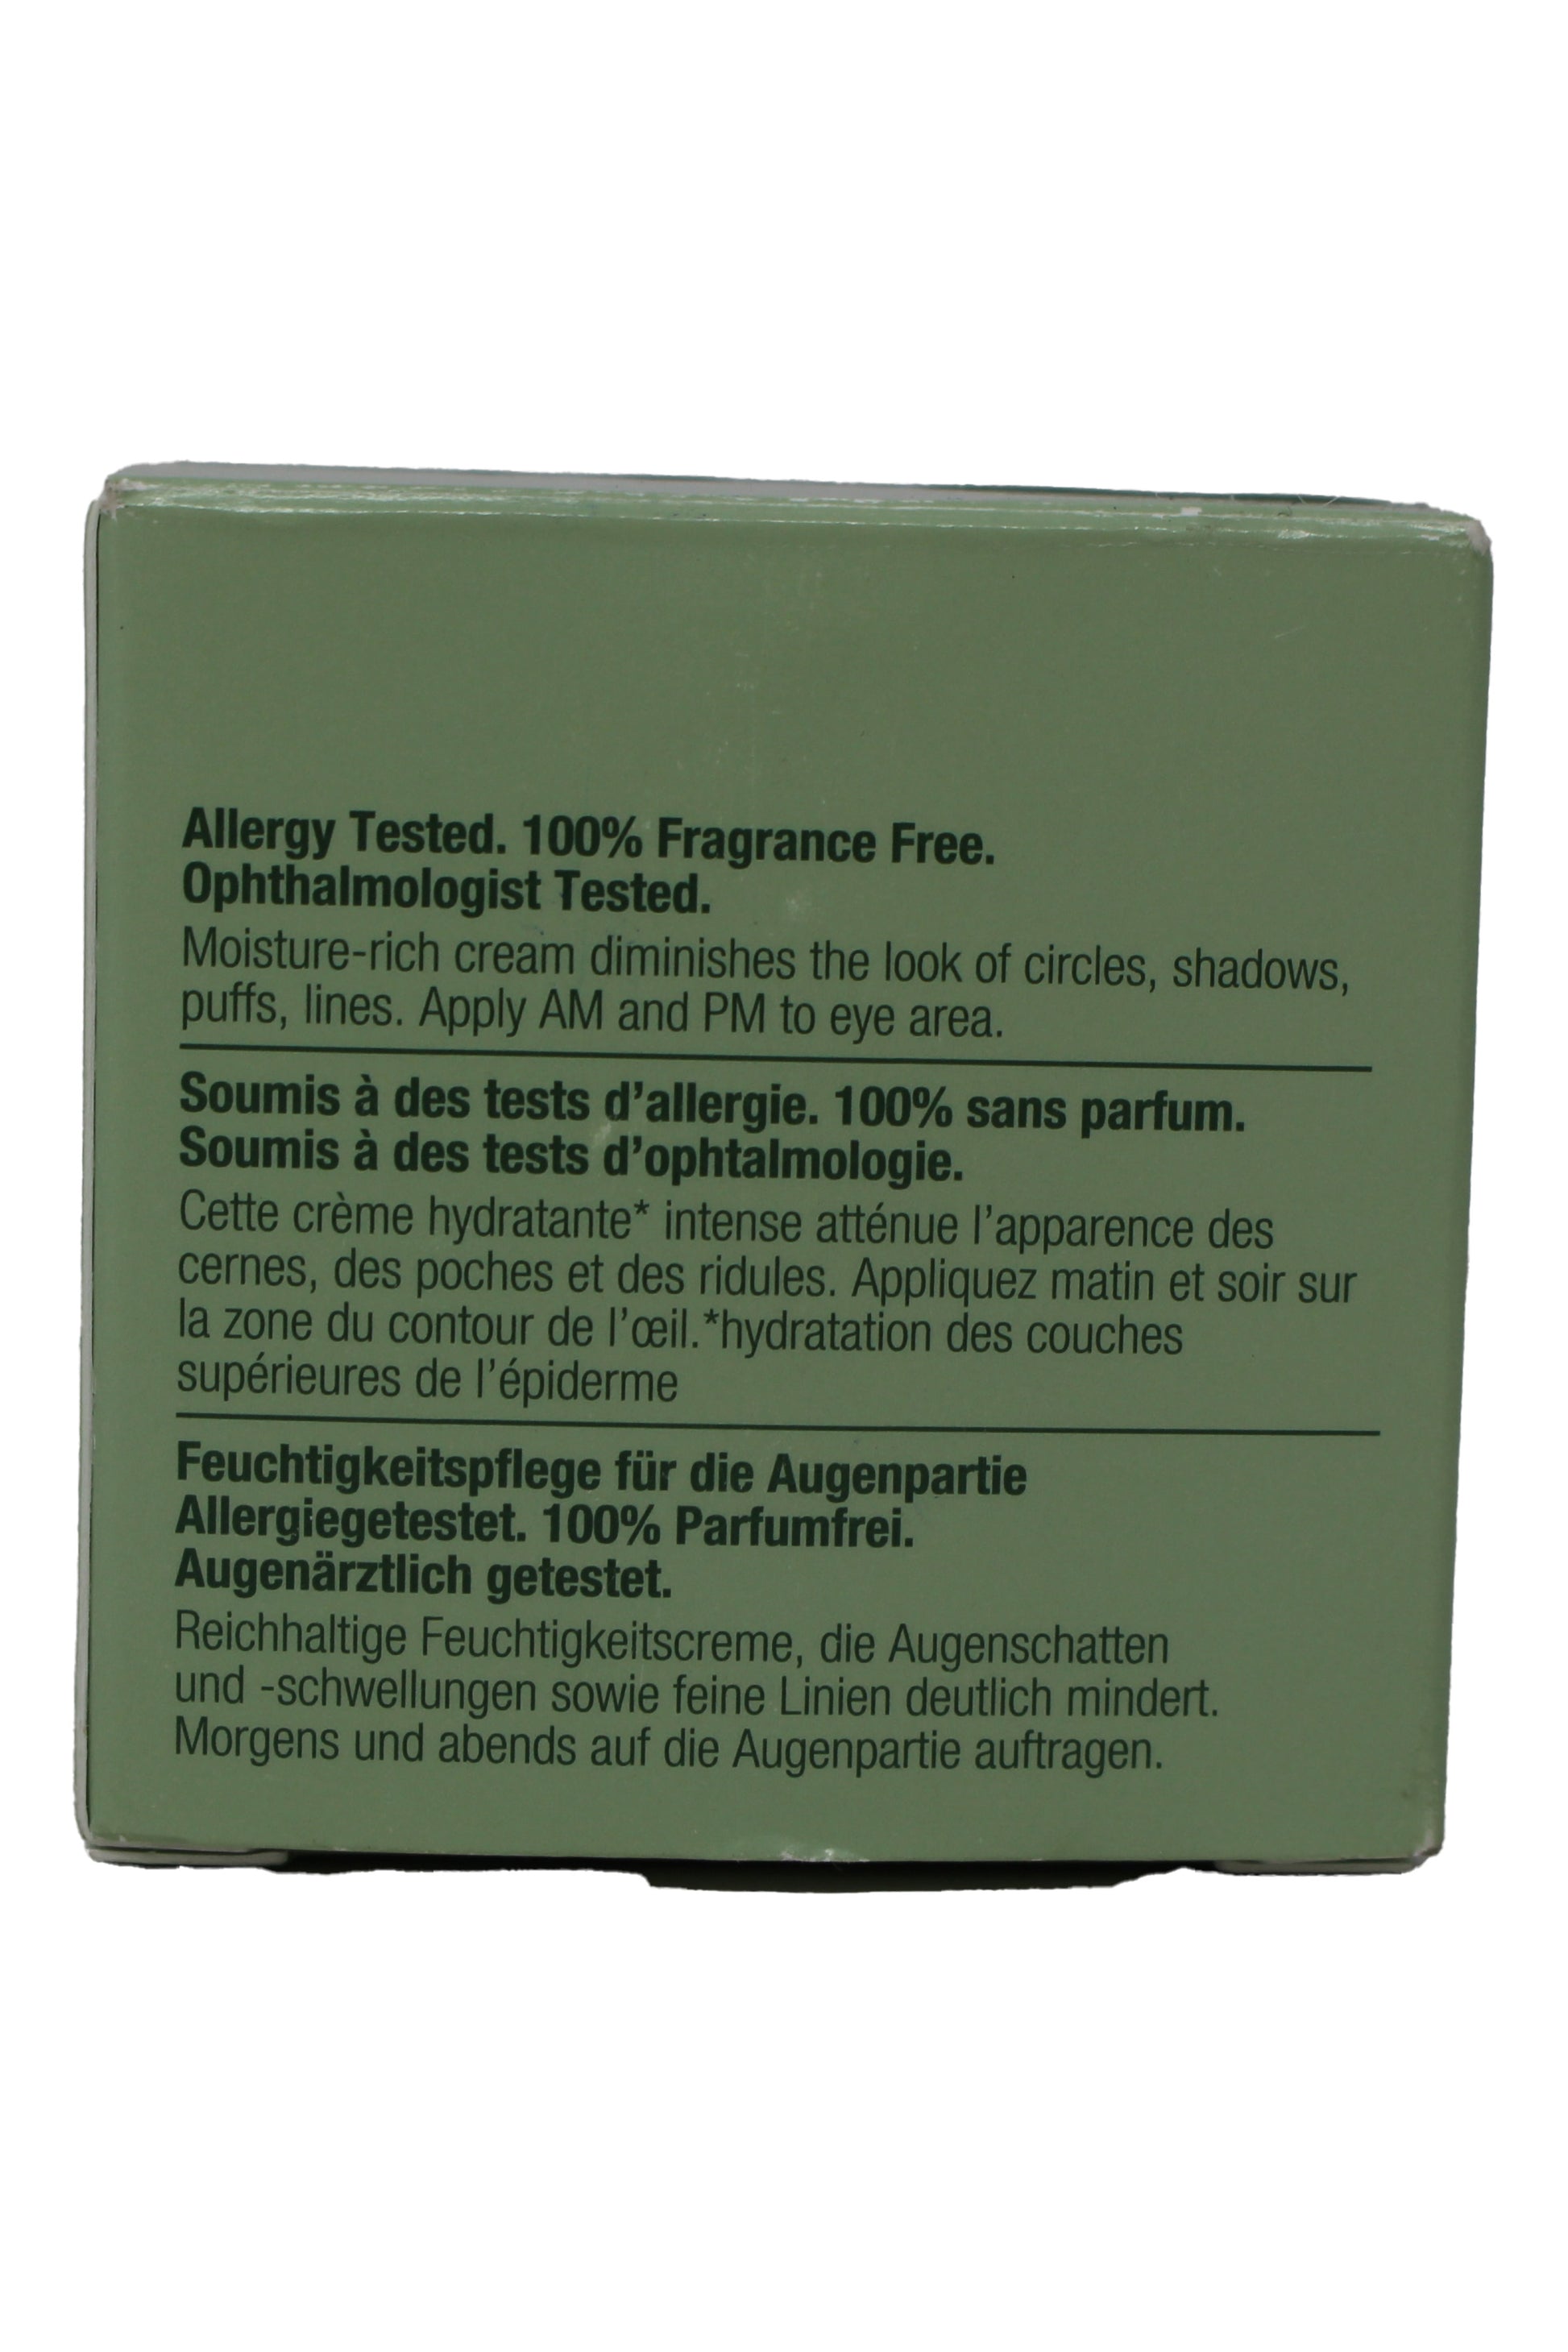 Allergy Tested. 100% Fragrance Free.
Ophthalmologist Tested.
Moisture-rich cream diminishes the look of circles, shadows,
puffs, lines. Apply AM and PM to eye area.
Soumis à des tests d'allergie. 100% sans parfum.
Soumis à des tests d'ophtalmologie.
Cette crème hydratante* intense atténue l'apparence des
cernes, des poches et des ridules. Appliquez matin et soir sur
la zone du contour de l'œil.*hydratation des couches
supérieures de l'épiderme
Feuchtigkeitspflege für die Augenpartie
Allergiegetestet. 100% Parfumfrei.
Augenärztlich getestet.
Reichhaltige Feuchtigkeitscreme, die Augenschatten
und -schwellungen sowie feine Linien deutlich mindert.
Morgens und abends auf die Augenpartie auftragen.